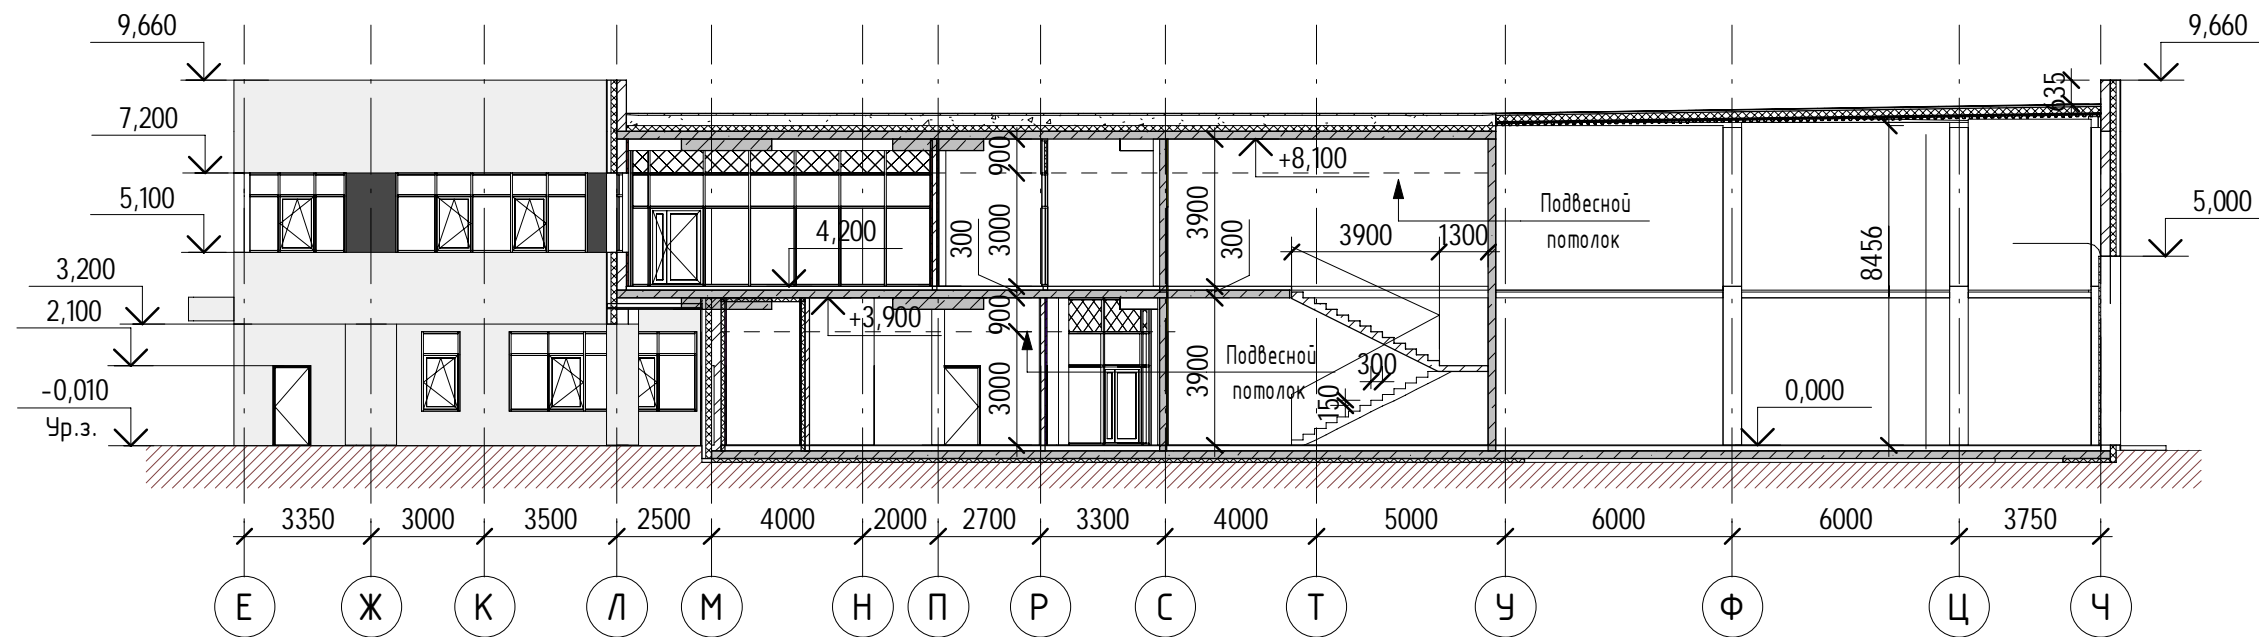 9,660
9,660
7,200
635
900
+8,100
5,100
Подвесной
потолок
5,000
4,200
300
3000
3900
300
3900
1300
8456
3,200
2,100
+3,900
900
Подвесной
потолок
300
-0,010
Ур.з.
3000
3900
150
0,000
3350
3000
3500
2500
4000
2000
2700
3300
4000
5000
6000
6000
3750
Е
Ж
К
Л
М
Н
П
Р
С
Т
У
Ф
Ц
Ч